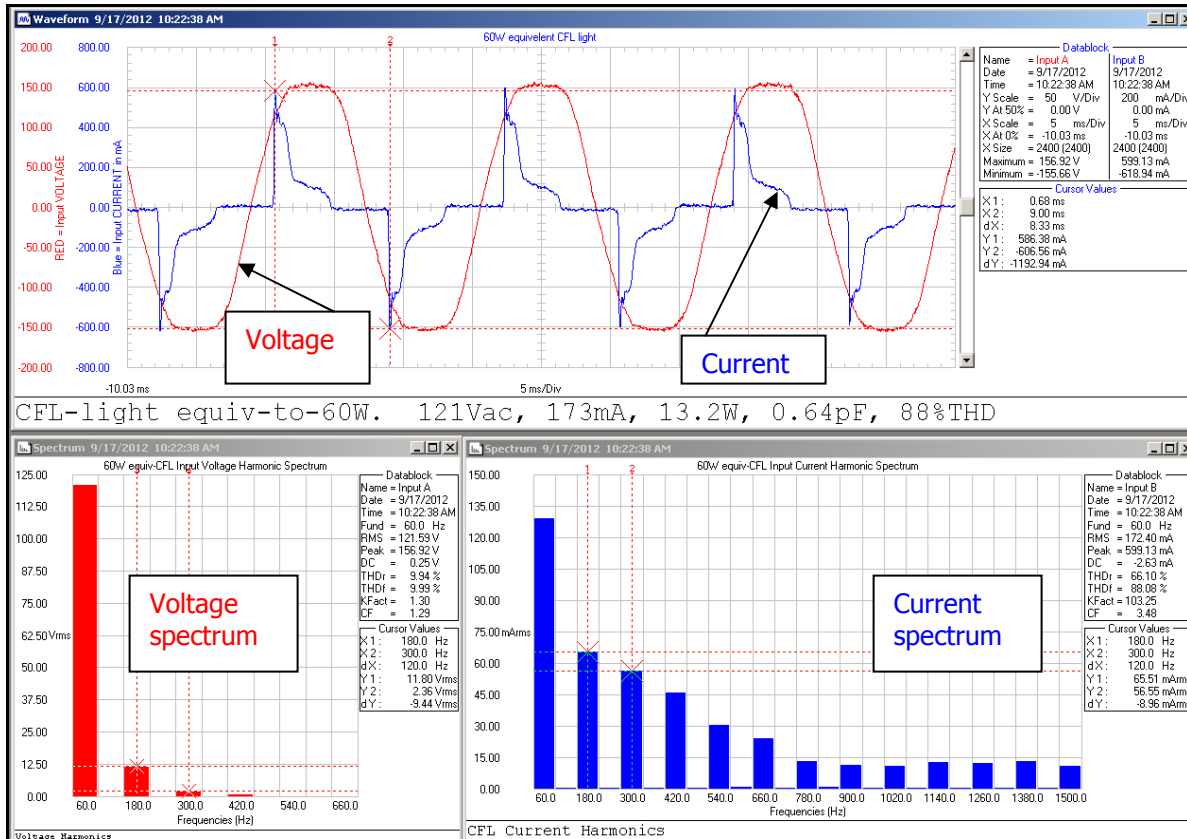 Waveform 9/17/2012 10:22:38 AM
60W equivalent CFL light
1
2
200.00
150.00
100.00
50.00
0.00
-50.00
-100.00
-150.00
-200.00
RED = Input VOLTAGE
800.00
600.00
400.00
200.00
0.00
-200.00
-400.00
-600.00
-800.00
Blue = Input CURRENT in mA
Voltage
Current
-10.03 ms
5 ms/Div
Datablock
Name = Input A Input B
Date = 9/17/2012 9/17/2012
Time = 10:22:38 AM 10:22:38 AM
Y Scale = 50 V/Div 200 mA/Div
Y At 50% = 0.00 V 0.00 mA
X Scale = 5 ms/Div 5 ms/Div
X At 0% = -10.03 ms -10.03 ms
X Size = 2400 (2400) 2400 (2400)
Maximum = 156.92 V 599.13 mA
Minimum = -155.66 V -618.94 mA
Cursor Values
X 1 : 0.68 ms
X 2 : 9.00 ms
dX : 8.33 ms
Y 1 : 586.38 mA
Y 2 : -606.56 mA
dY : -1192.94 mA
CFL-light equiv-to-60W. 121Vac, 173mA, 13.2W, 0.64pF, 88%THD
Spectrum 9/17/2012 10:22:38 AM
60W equiv-CFL Input Voltage Harmonic Spectrum
125.00
112.50
100.00
87.50
75.00
62.50 Vrms
50.00
37.50
25.00
12.50
0.00
Voltage
spectrum
60.0 180.0 300.0 420.0 540.0 660.0
Frequencies (Hz)
Datablock
Name = Input A
Date = 9/17/2012
Time = 10:22:38 AM
Fund = 60.0 Hz
RMS = 121.59 V
Peak = 156.92 V
DC = 0.25 V
THDr = 9.94 %
THDf = 9.99 %
KFact = 1.30
CF = 1.29
Cursor Values
X 1 : 180.0 Hz
X 2 : 300.0 Hz
dX : 120.0 Hz
Y 1 : 11.80 Vrms
Y 2 : 2.36 Vrms
dY : -9.44 Vrms
Voltage Harmonics
Spectrum 9/17/2012 10:22:38 AM
60W equiv-CFL Input Current Harmonic Spectrum
1
2
150.00
135.00
120.00
105.00
90.00
75.00 mArms
60.00
45.00
30.00
15.00
0.00
Current
spectrum
60.0 180.0 300.0 420.0 540.0 660.0 780.0 900.0 1020.0 1140.0 1260.0 1380.0 1500.0
Frequencies (Hz)
Datablock
Name = Input B
Date = 9/17/2012
Time = 10:22:38 AM
Fund = 60.0 Hz
RMS = 172.40 mA
Peak = 599.13 mA
DC = -2.63 mA
THDr = 66.10 %
THDf = 88.08 %
KFact = 103.25
CF = 3.48
Cursor Values
X 1 : 180.0 Hz
X 2 : 300.0 Hz
dX : 120.0 Hz
Y 1 : 65.51 mArm
Y 2 : 56.55 mArm
dY : -8.96 mArm
CFL Current Harmonics